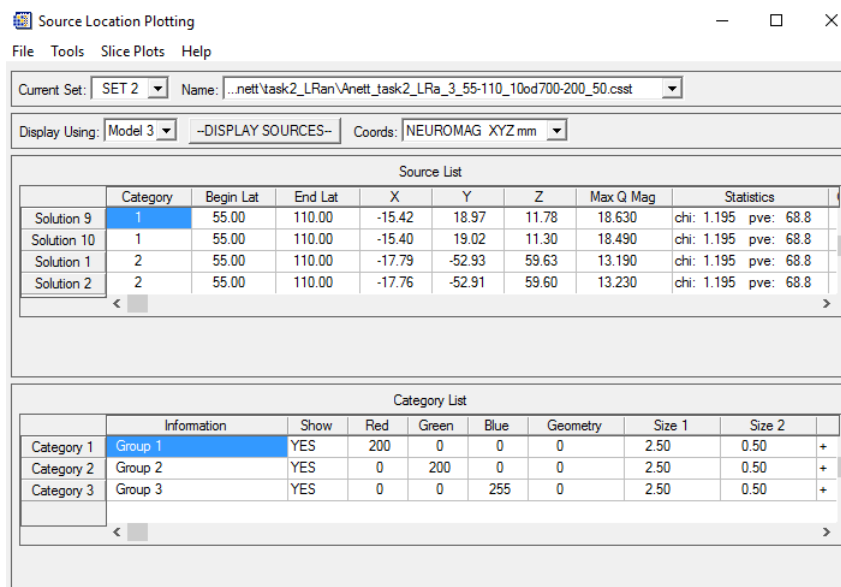 Source Location Plotting
File Tools Slice Plots Help
Current Set: SET 2 Name: ...nett\task2_LRan\Anett_task2_LRa_3_55-110_10od700-200_50.csst
Display Using: Model 3 --DISPLAY SOURCES-- Coords: NEUROMAG XYZ mm
Source List
Category Begin Lat End Lat X Y Z Max Q Mag Statistics
Solution 9 1 55.00 110.00 -15.42 18.97 11.78 18.630 chi: 1.195 pve: 68.8
Solution 10 1 55.00 110.00 -15.40 19.02 11.30 18.490 chi: 1.195 pve: 68.8
Solution 1 2 55.00 110.00 -17.79 -52.93 59.63 13.190 chi: 1.195 pve: 68.8
Solution 2 2 55.00 110.00 -17.76 -52.91 59.60 13.230 chi: 1.195 pve: 68.8
Category List
Information Show Red Green Blue Geometry Size 1 Size 2
Category 1 Group 1 YES 200 0 0 0 2.50 0.50 +
Category 2 Group 2 YES 0 200 0 0 2.50 0.50 +
Category 3 Group 3 YES 0 0 255 0 2.50 0.50 +